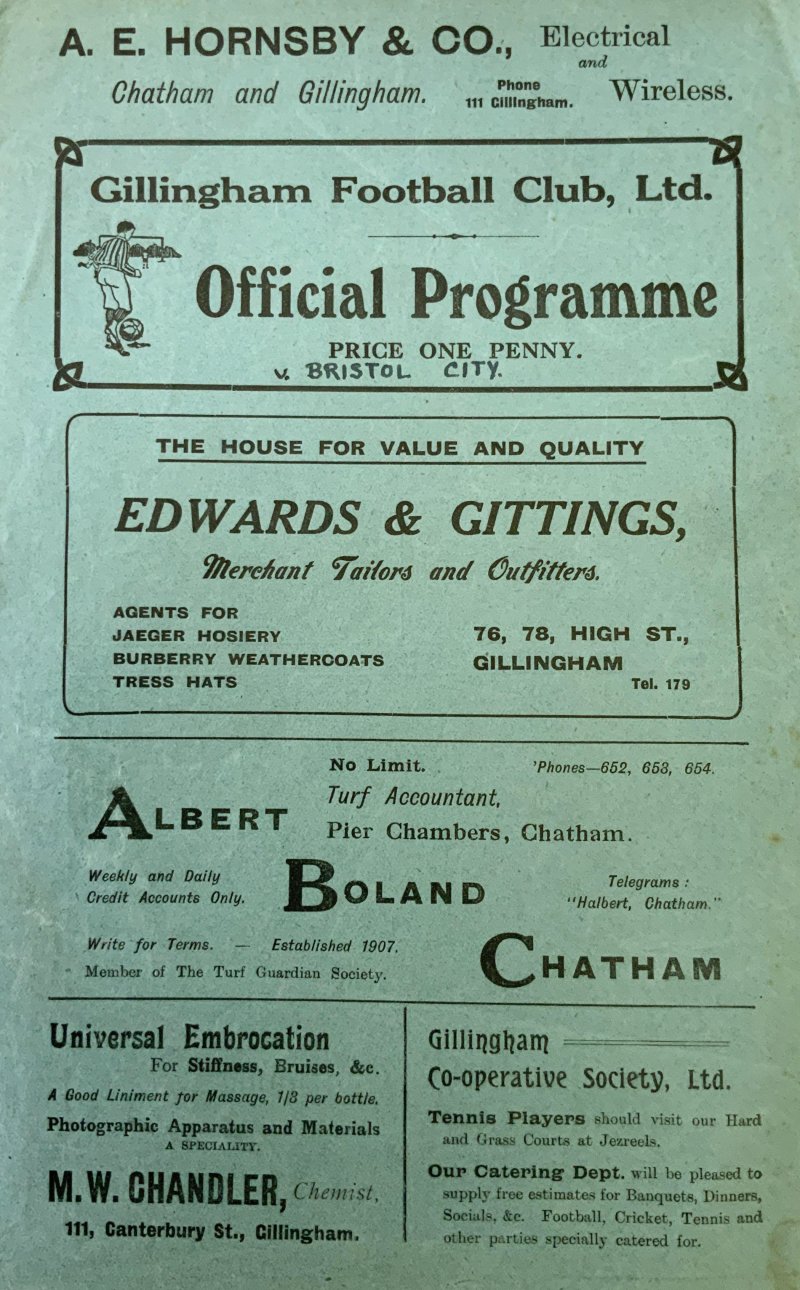 A. E. HORNSBY & CO., Electrical
and
Chatham and Gillingham. Phone Wireless.
111 Gillingham.
Gillingham Football Club, Ltd.
Official Programme
PRICE ONE PENNY.
v. BRISTOL CITY.
THE HOUSE FOR VALUE AND QUALITY
EDWARDS & GITTINGS,
Merchant Tailors and Outfitters.
AGENTS FOR
JAEGER HOSIERY
BURBERRY WEATHERCOATS
TRESS HATS
76, 78, HIGH ST.,
GILLINGHAM
Tel. 179
No Limit. 'Phones—652, 653, 654.
ALBERT
Turf Accountant,
Pier Chambers, Chatham.
Weekly and Daily
Credit Accounts Only.
BOLAND
Telegrams :
"Halbert, Chatham."
Write for Terms. — Established 1907.
Member of The Turf Guardian Society.
CHATHAM
Universal Embrocation
For Stiffness, Bruises, &c.
A Good Liniment for Massage, 1/3 per bottle.
Photographic Apparatus and Materials
A SPECIALITY.
M.W. CHANDLER, Chemist,
111, Canterbury St., Gillingham.
Gillingham
Co-operative Society, Ltd.
Tennis Players should visit our Hard
and Grass Courts at Jezreels.
Our Catering Dept. will be pleased to
supply free estimates for Banquets, Dinners,
Socials, &c. Football, Cricket, Tennis and
other parties specially catered for.